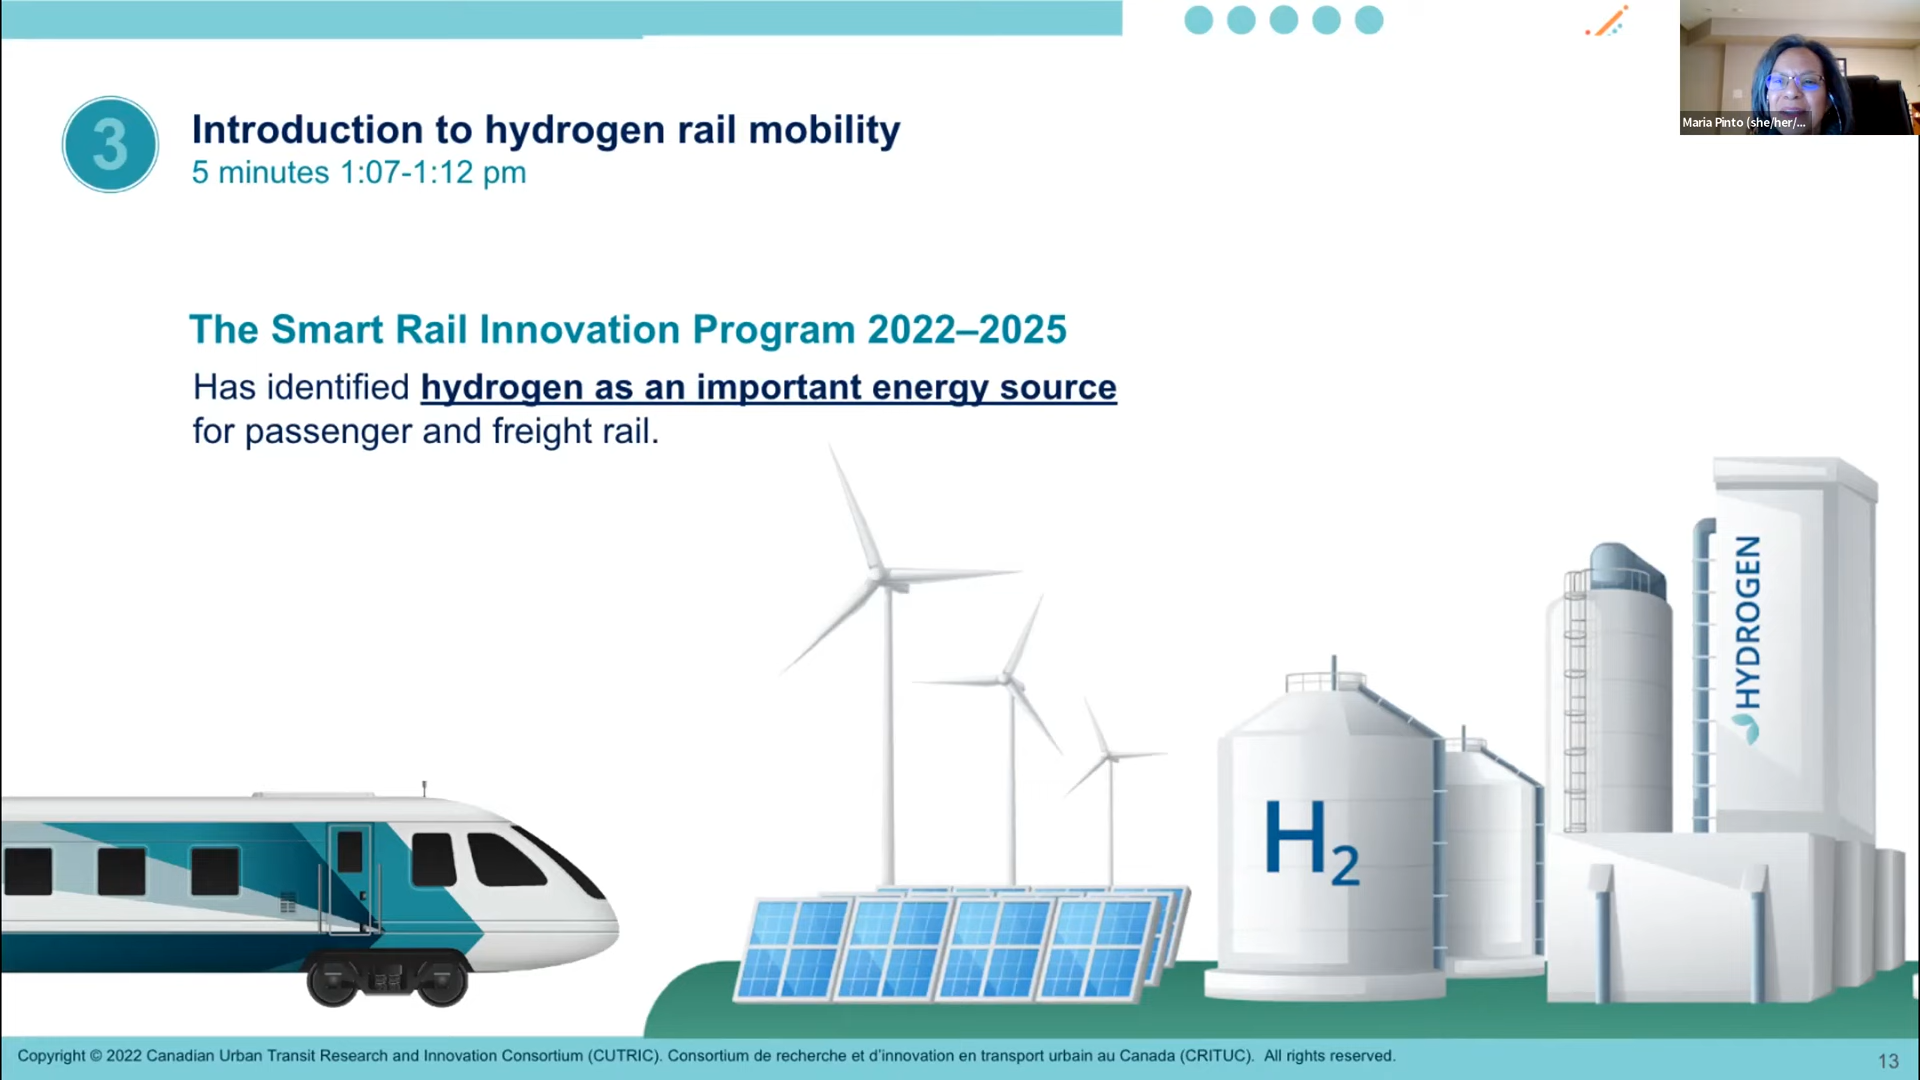 3
Introduction to hydrogen rail mobility
5 minutes 1:07-1:12 pm
Maria Pinto (she/her/...
The Smart Rail Innovation Program 2022–2025
Has identified hydrogen as an important energy source
for passenger and freight rail.
HYDROGEN
H2
Copyright © 2022 Canadian Urban Transit Research and Innovation Consortium (CUTRIC). Consortium de recherche et d’innovation en transport urbain au Canada (CRITUC). All rights reserved.
13